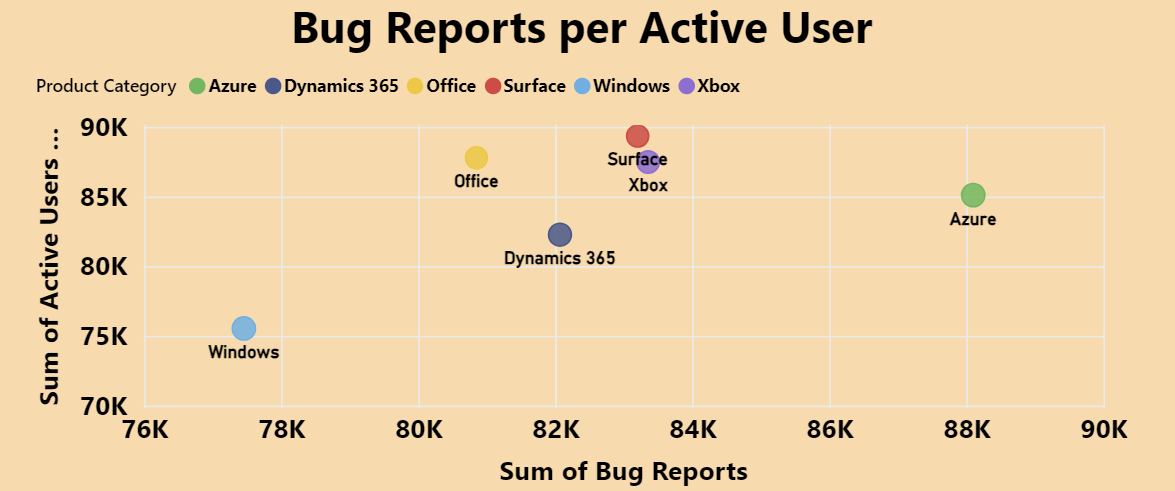 Bug Reports per Active User
Product Category Azure Dynamics 365 Office Surface Windows Xbox
Sum of Active Users ...
90K
85K
80K
75K
70K
Surface
Xbox
Office
Azure
Dynamics 365
Windows
76K 78K 80K 82K 84K 86K 88K 90K
Sum of Bug Reports